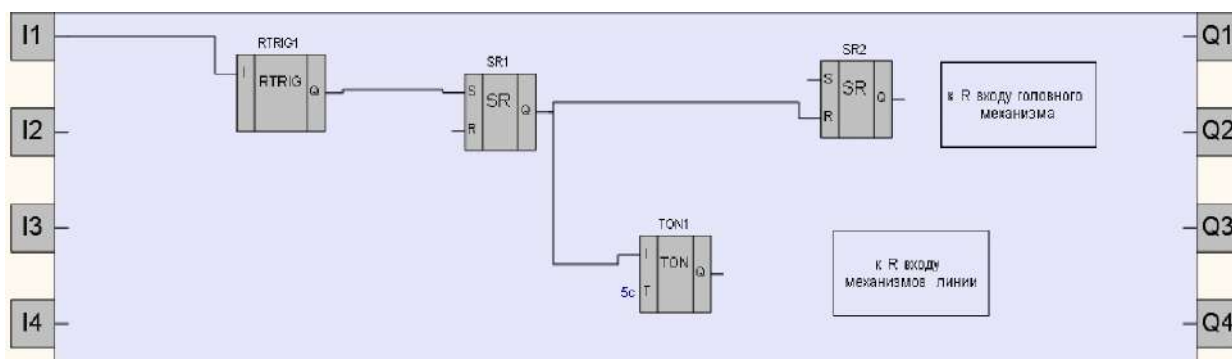 I1
I2
I3
I4
RTRIG1
I
RTRIG
Q
SR1
S
SR
R
Q
SR2
S
SR
R
Q
к R входу головного
механизма
TON1
I
TON
Q
5с
T
к R входу
механизмов линии
Q1
Q2
Q3
Q4